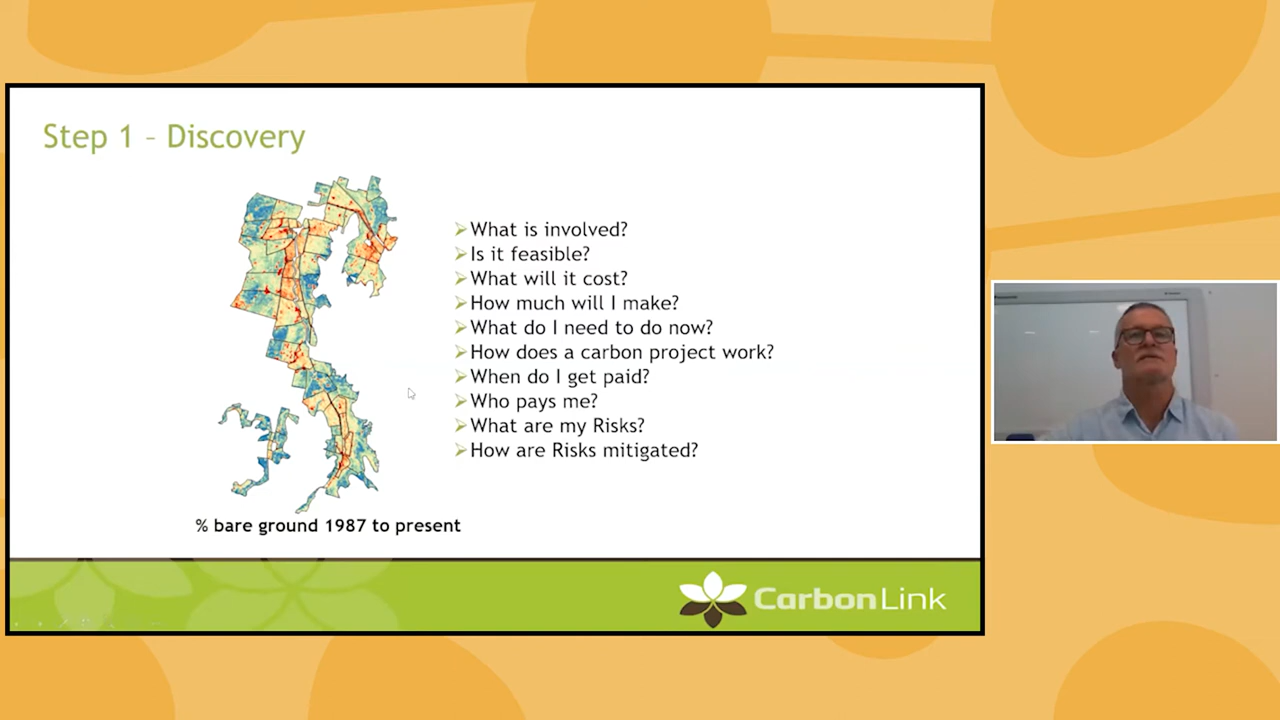 Step 1 – Discovery
What is involved?
Is it feasible?
What will it cost?
How much will I make?
What do I need to do now?
How does a carbon project work?
When do I get paid?
Who pays me?
What are my Risks?
How are Risks mitigated?
% bare ground 1987 to present
CarbonLink